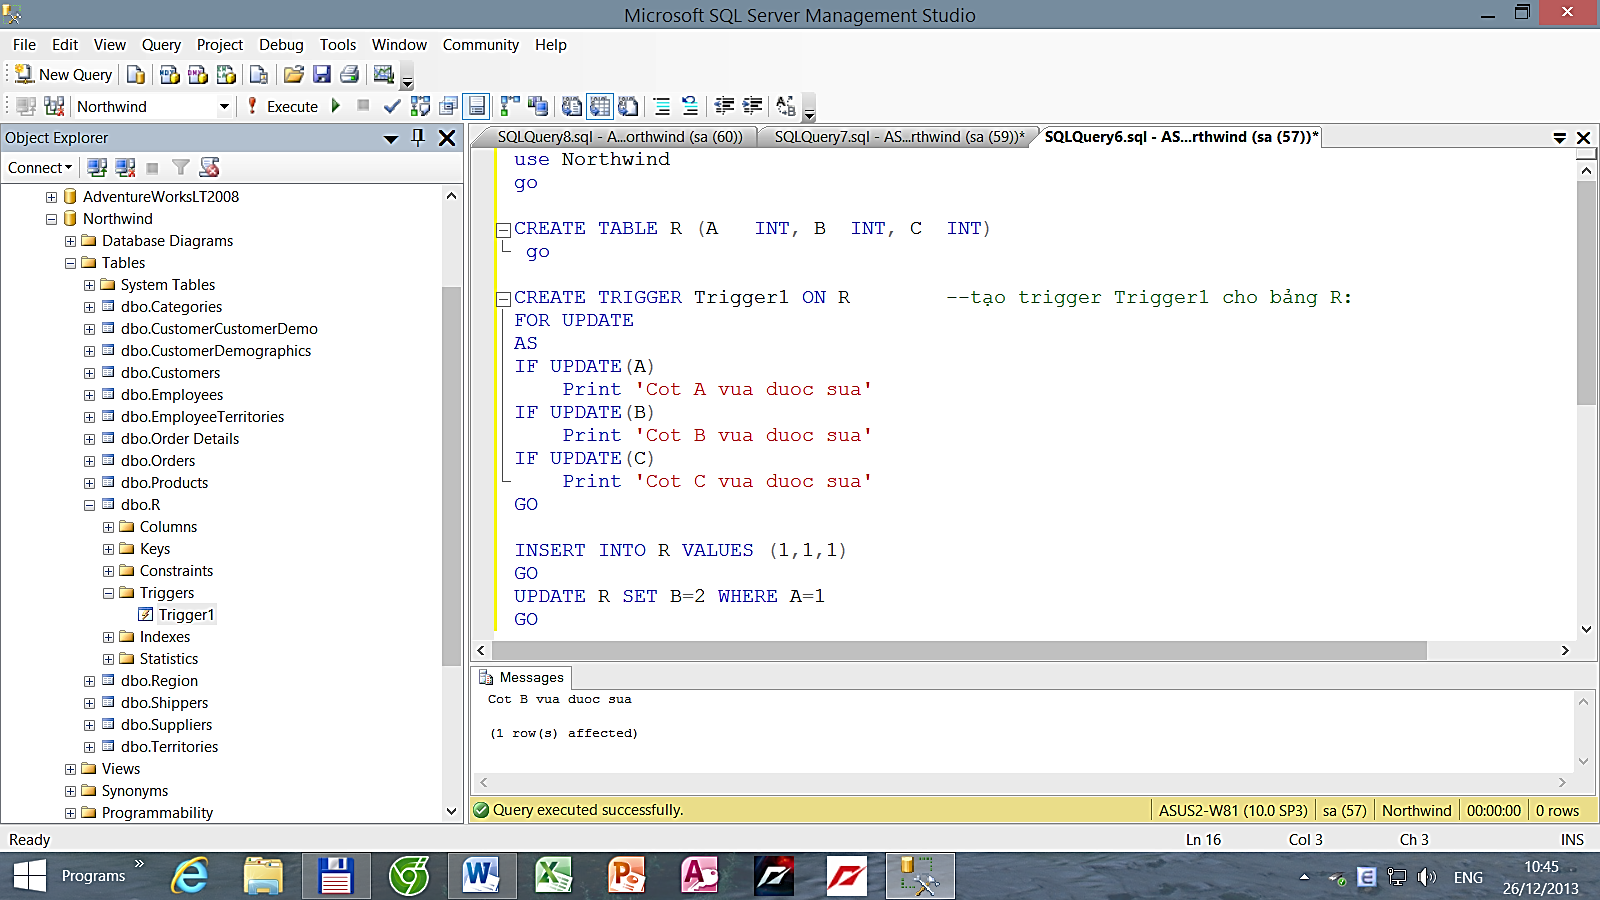 Microsoft SQL Server Management Studio
File Edit View Query Project Debug Tools Window Community Help
New Query
Northwind Execute
Object Explorer
Connect
AdventureWorksLT2008
Northwind
Database Diagrams
Tables
System Tables
dbo.Categories
dbo.CustomerCustomerDemo
dbo.CustomerDemographics
dbo.Customers
dbo.Employees
dbo.EmployeeTerritories
dbo.Order Details
dbo.Orders
dbo.Products
dbo.R
Columns
Keys
Constraints
Triggers
Trigger1
Indexes
Statistics
dbo.Region
dbo.Shippers
dbo.Suppliers
dbo.Territories
Views
Synonyms
Programmability
SQLQuery8.sql - A...orthwind (sa (60)) SQLQuery7.sql - AS...rthwind (sa (59))* SQLQuery6.sql - AS...rthwind (sa (57))*
use Northwind
go
CREATE TABLE R (A INT, B INT, C INT)
go
CREATE TRIGGER Trigger1 ON R --tạo trigger Trigger1 cho bảng R:
FOR UPDATE
AS
IF UPDATE(A)
Print 'Cot A vua duoc sua'
IF UPDATE(B)
Print 'Cot B vua duoc sua'
IF UPDATE(C)
Print 'Cot C vua duoc sua'
GO
INSERT INTO R VALUES (1,1,1)
GO
UPDATE R SET B=2 WHERE A=1
GO
Messages
Cot B vua duoc sua
(1 row(s) affected)
Query executed successfully. ASUS2-W81 (10.0 SP3) sa (57) Northwind 00:00:00 0 rows
Ready Ln 16 Col 3 Ch 3 INS
Programs » ENG 10:45
26/12/2013